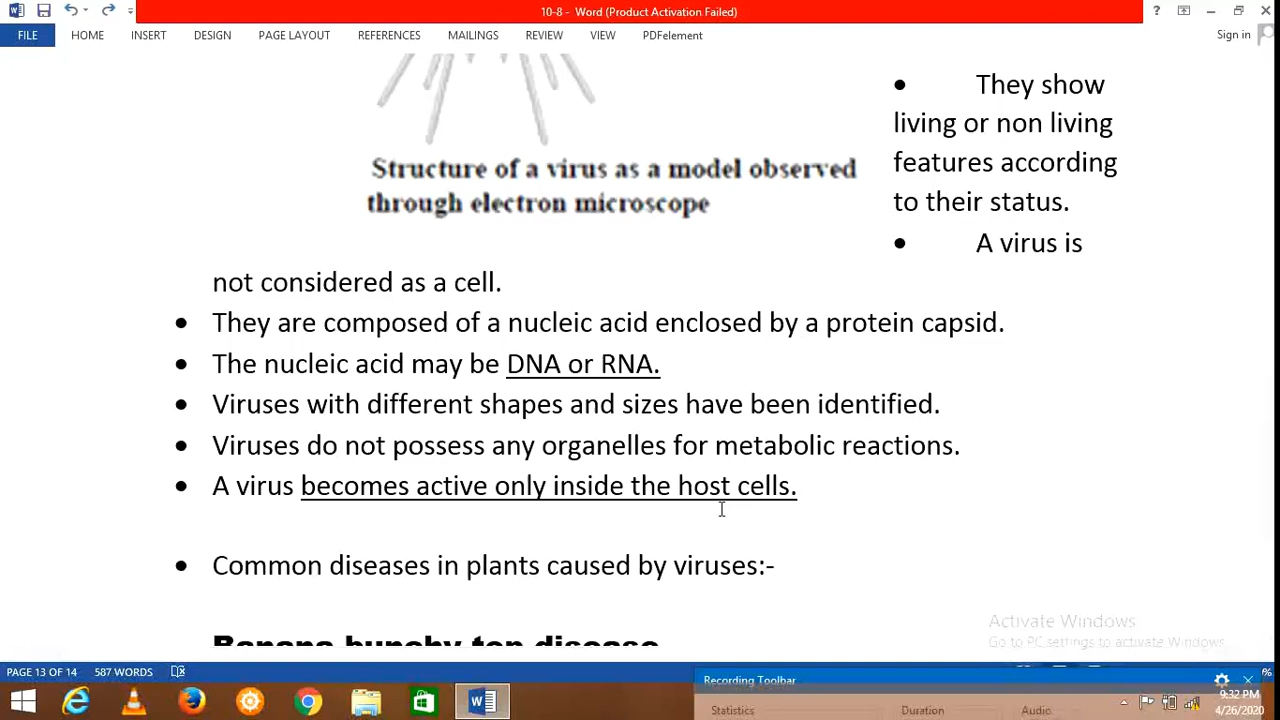 10-8 - Word (Product Activation Failed)
FILE HOME INSERT DESIGN PAGE LAYOUT REFERENCES MAILINGS REVIEW VIEW PDFelement Sign in
• They show
living or non living
features according
to their status.
Structure of a virus as a model observed
through electron microscope
• A virus is
not considered as a cell.
• They are composed of a nucleic acid enclosed by a protein capsid.
• The nucleic acid may be DNA or RNA.
• Viruses with different shapes and sizes have been identified.
• Viruses do not possess any organelles for metabolic reactions.
• A virus becomes active only inside the host cells.
• Common diseases in plants caused by viruses:-
Banana bunchy top disease
Activate Windows
Go to PC settings to activate Windows.
PAGE 13 OF 14 587 WORDS
%
Recording Toolbar
Statistics Duration Audio
9:32 PM
4/26/2020